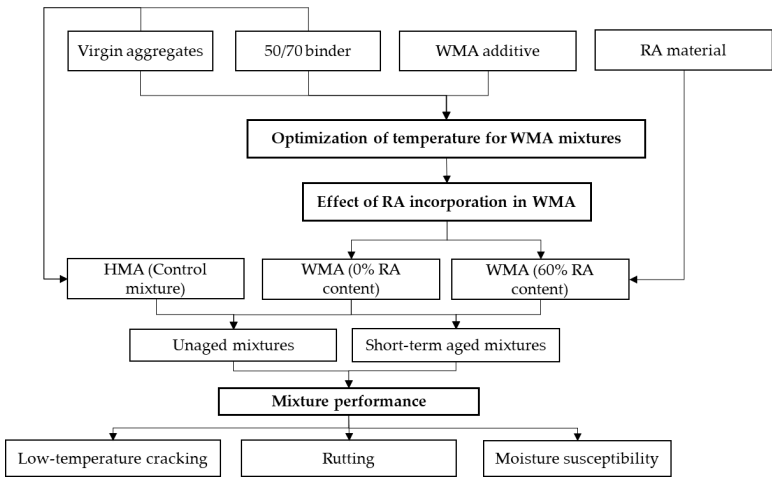 Virgin aggregates
50/70 binder
WMA additive
RA material
Optimization of temperature for WMA mixtures
Effect of RA incorporation in WMA
HMA (Control
mixture)
WMA (0% RA
content)
WMA (60% RA
content)
Unaged mixtures
Short-term aged mixtures
Mixture performance
Low-temperature cracking
Rutting
Moisture susceptibility